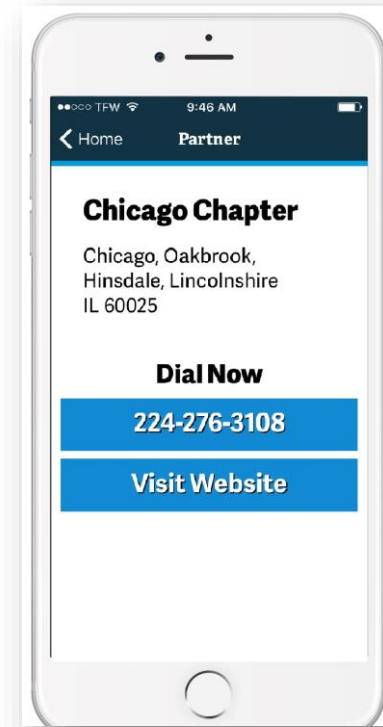 TFW 9:46 AM
Home Partner
Chicago Chapter
Chicago, Oakbrook,
Hinsdale, Lincolnshire
IL 60025
Dial Now
224-276-3108
Visit Website